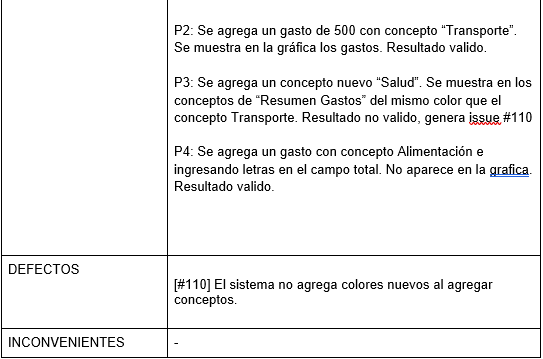 P2: Se agrega un gasto de 500 con concepto “Transporte”.
Se muestra en la gráfica los gastos. Resultado valido.
P3: Se agrega un concepto nuevo “Salud”. Se muestra en los
conceptos de “Resumen Gastos” del mismo color que el
concepto Transporte. Resultado no valido, genera issue #110
P4: Se agrega un gasto con concepto Alimentación e
ingresando letras en el campo total. No aparece en la grafica.
Resultado valido.
DEFECTOS
[#110] El sistema no agrega colores nuevos al agregar
conceptos.
INCONVENIENTES
-